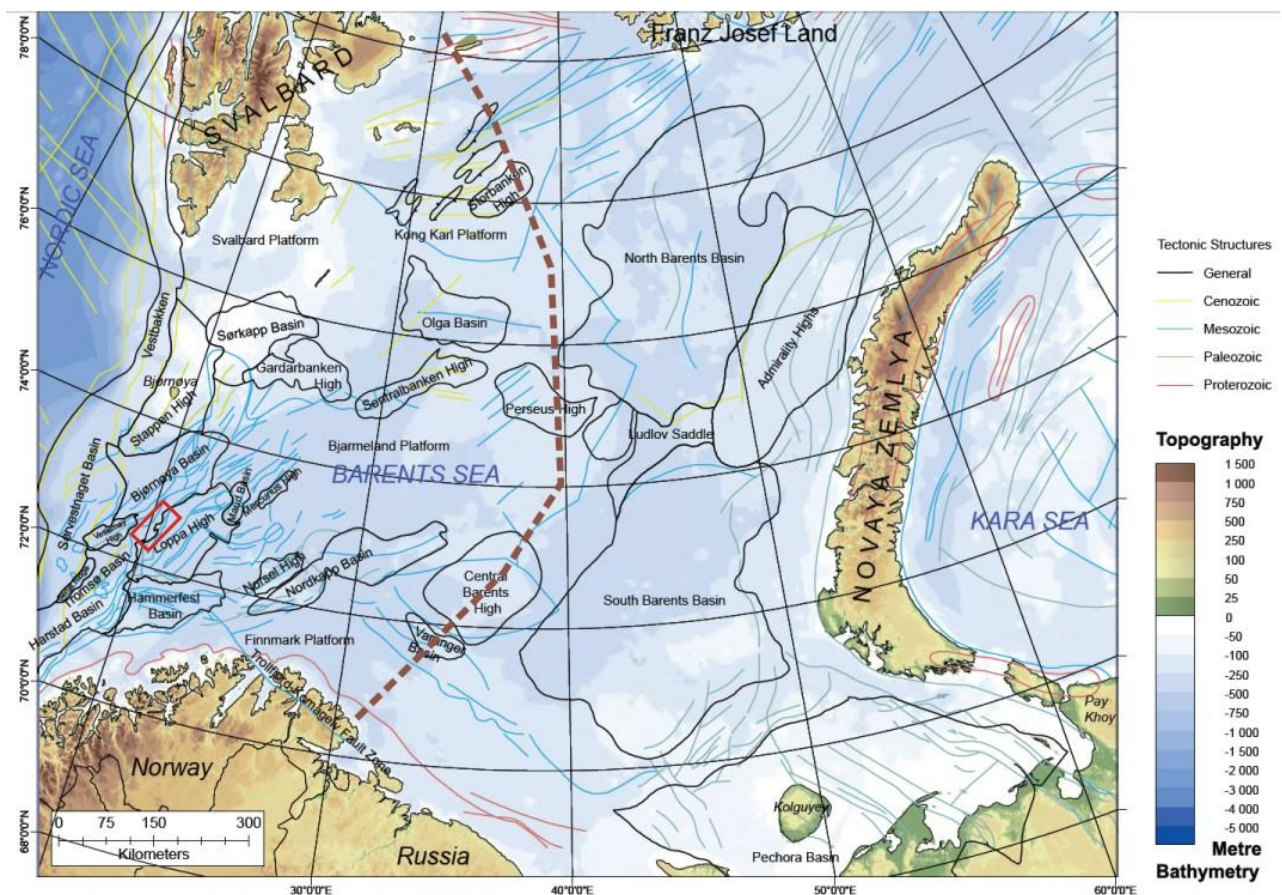 Franz Josef Land
SVALBARD
NORDIC SEA
Storbanken
High
Svalbard Platform
Kong Karl Platform
North Barents Basin
Vestbakken
Sørkapp Basin
Olga Basin
Gardarbanken
High
Sentralbanken High
Admirality Highs
Bjørnøya
Stappen High
Perseus High
Ludlov Saddle
Bjarmeland Platform
BARENTS SEA
Bjørnøya Basin
Sørvestnaget Basin
Maud Basin
Mercurius High
Loppa High
Tromsø Basin
Norsel High
Nordkapp Basin
Hammerfest
Basin
Harstad Basin
Central
Barents
High
South Barents Basin
Varanger
Basin
Finnmark Platform
Fault Zone
NOVAYA ZEMLYA
KARA SEA
Pay
Khoy
Norway
Russia
Kolguyev
Pechora Basin
0 75 150 300
Kilometers
78°0'0"N
76°0'0"N
74°0'0"N
72°0'0"N
70°0'0"N
68°0'0"N
30°0'0"E
40°0'0"E
50°0'0"E
60°0'0"E
Tectonic Structures
General
Cenozoic
Mesozoic
Paleozoic
Proterozoic
Topography
1 500
1 000
750
500
250
100
50
25
0
-50
-100
-250
-500
-750
-1 000
-1 500
-2 000
-3 000
-4 000
-5 000
Metre
Bathymetry